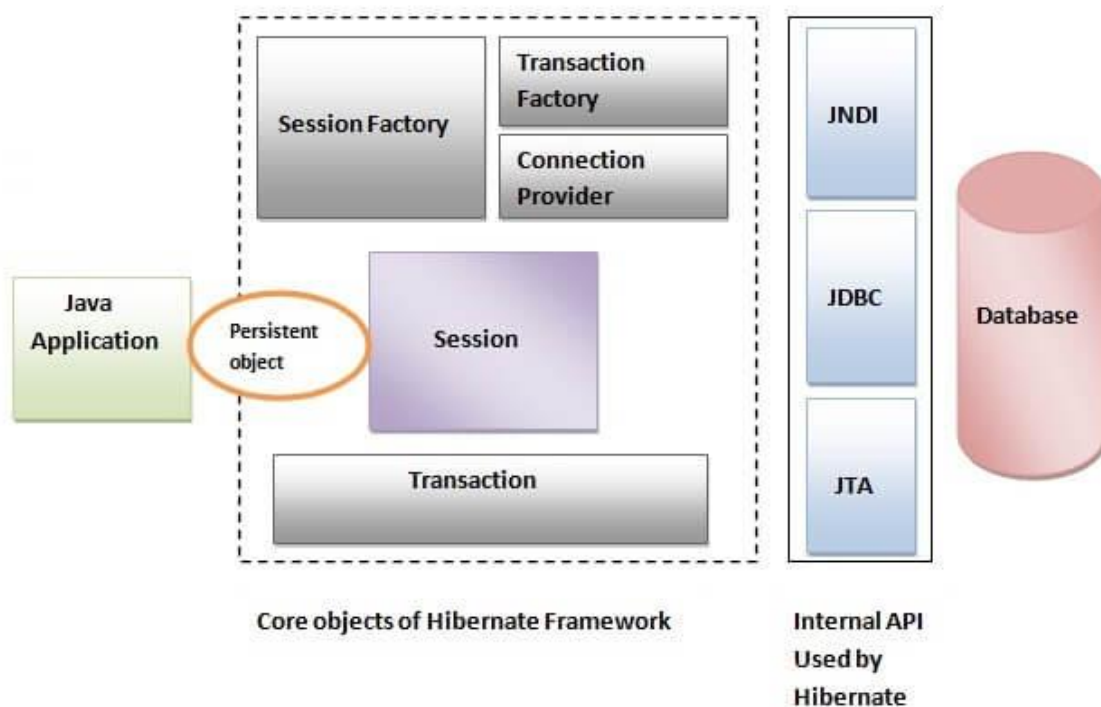 Session Factory
Transaction
Factory
Connection
Provider
JNDI
Java
Application
Persistent
object
Session
JDBC
Database
Transaction
JTA
Core objects of Hibernate Framework
Internal API
Used by
Hibernate